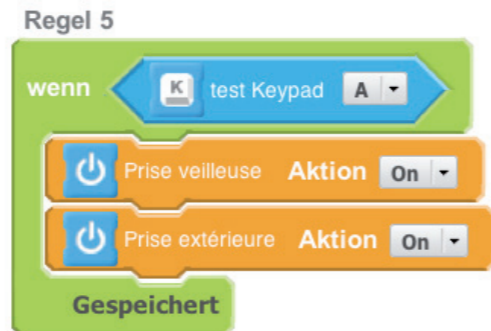 Regel 5
wenn K test Keypad A
Prise veilleuse Aktion On
Prise extérieure Aktion On
Gespeichert